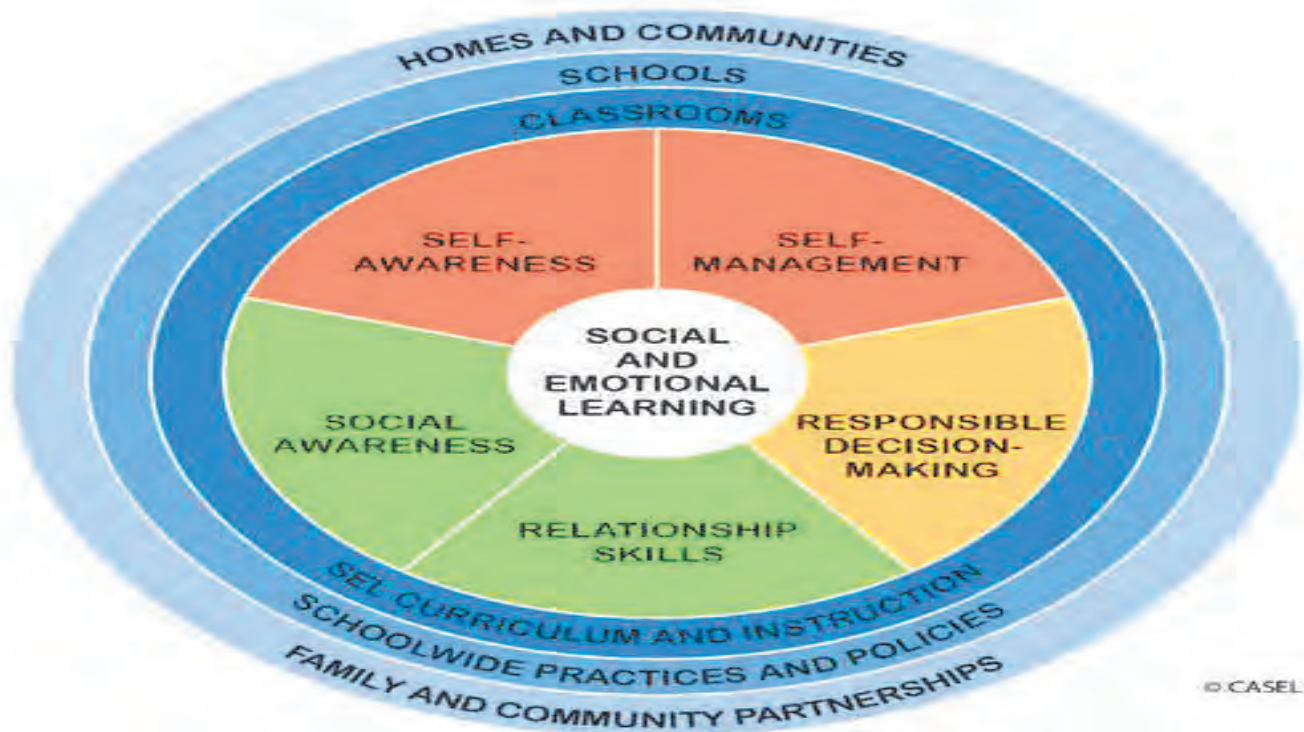 HOMES AND COMMUNITIES
SCHOOLS
CLASSROOMS
SELF-
AWARENESS
SELF-
MANAGEMENT
SOCIAL
AND
EMOTIONAL
LEARNING
SOCIAL
AWARENESS
RESPONSIBLE
DECISION-
MAKING
RELATIONSHIP
SKILLS
SEL CURRICULUM AND INSTRUCTION
SCHOOLWIDE PRACTICES AND POLICIES
FAMILY AND COMMUNITY PARTNERSHIPS
© CASEL